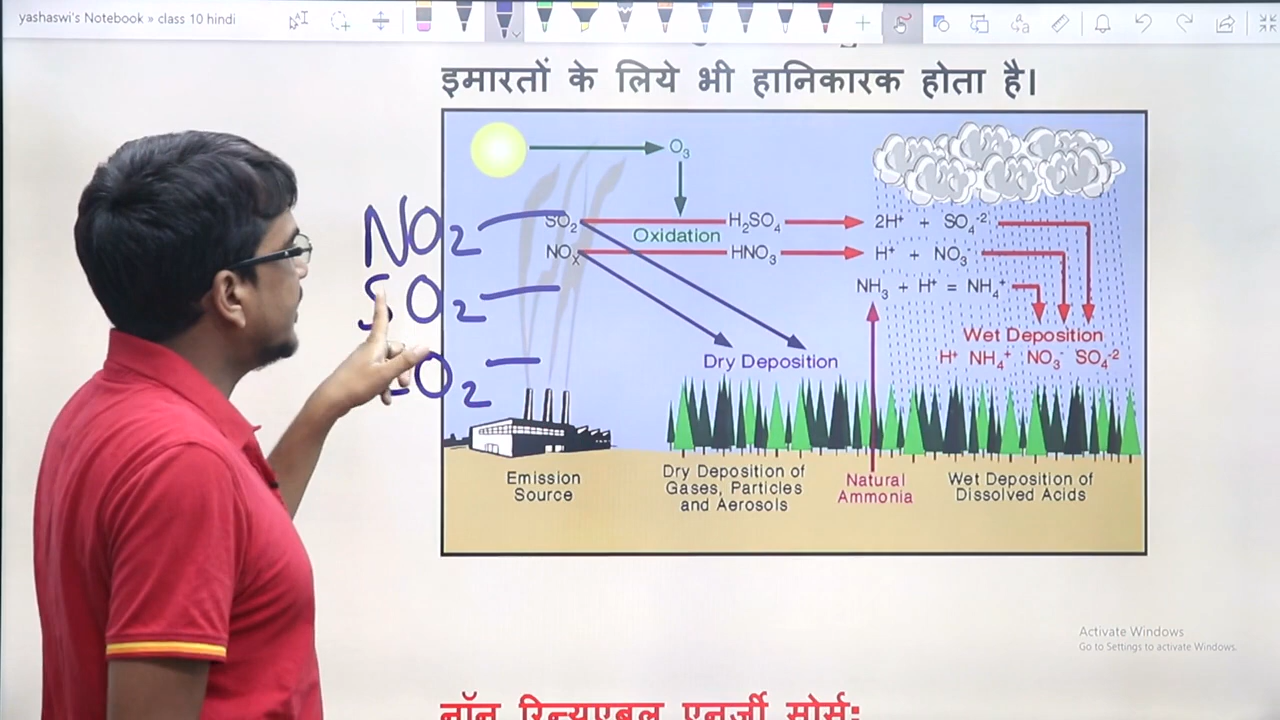 yashaswi's Notebook » class 10 hindi
इमारतों के लिये भी हानिकारक होता है।
O₃
NO₂
SO₂ H₂SO₄ 2H⁺ + SO₄⁻²
Oxidation
NOₓ HNO₃ H⁺ + NO₃
SO₂
NH₃ + H⁺ = NH₄⁺
Wet Deposition
Dry Deposition
H⁺ NH₄⁺ NO₃⁻ SO₄⁻²
O₂
Emission
Source
Dry Deposition of
Gases, Particles
and Aerosols
Natural
Ammonia
Wet Deposition of
Dissolved Acids
Activate Windows
Go to Settings to activate Windows.
नॉन रिन्यूएबल एनर्जी सोर्स: